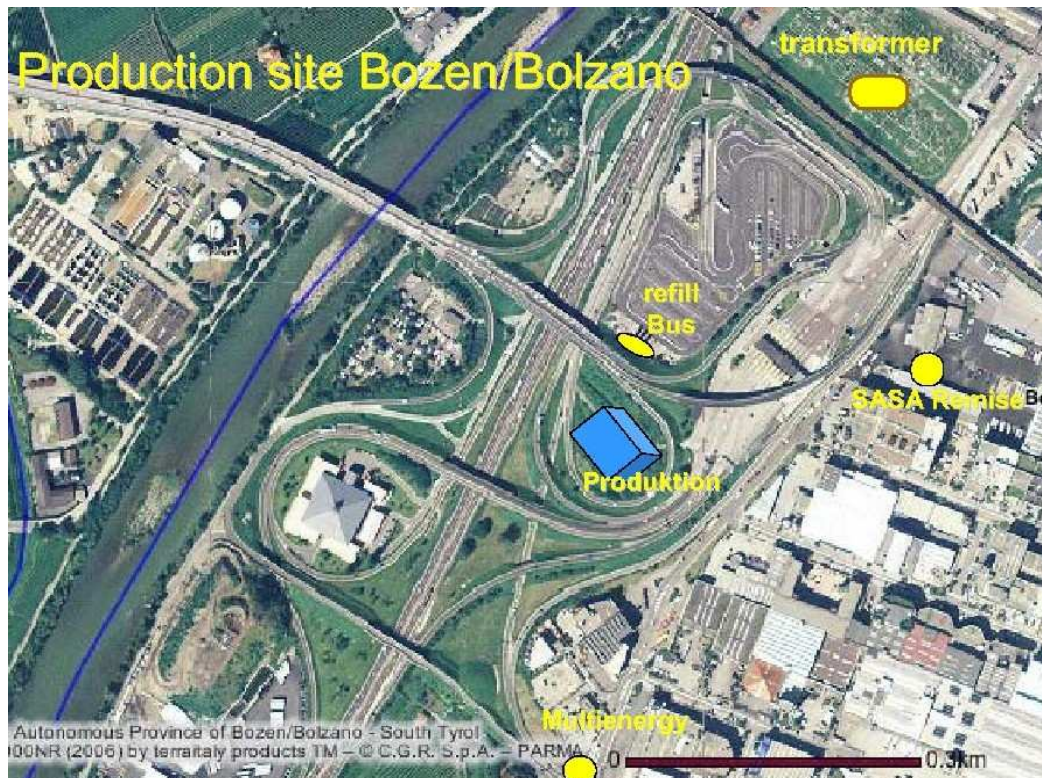 transformer
Production site Bozen/Bolzano
refill
Bus
SASA Remise
Produktion
Multienergy
Autonomous Province of Bozen/Bolzano - South Tyrol
000NR (2006) by terraitaly products TM – © C.G.R. S.p.A. – PARMA
0 0.3km